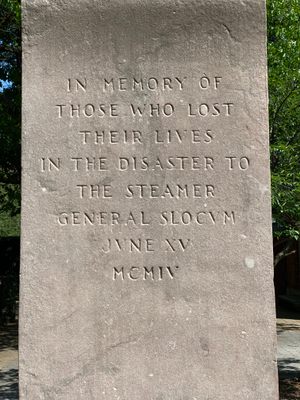 IN MEMORY OF
THOSE WHO LOST
THEIR LIVES
IN THE DISASTER TO
THE STEAMER
GENERAL SLOCVM
JVNE XV
MCMIV